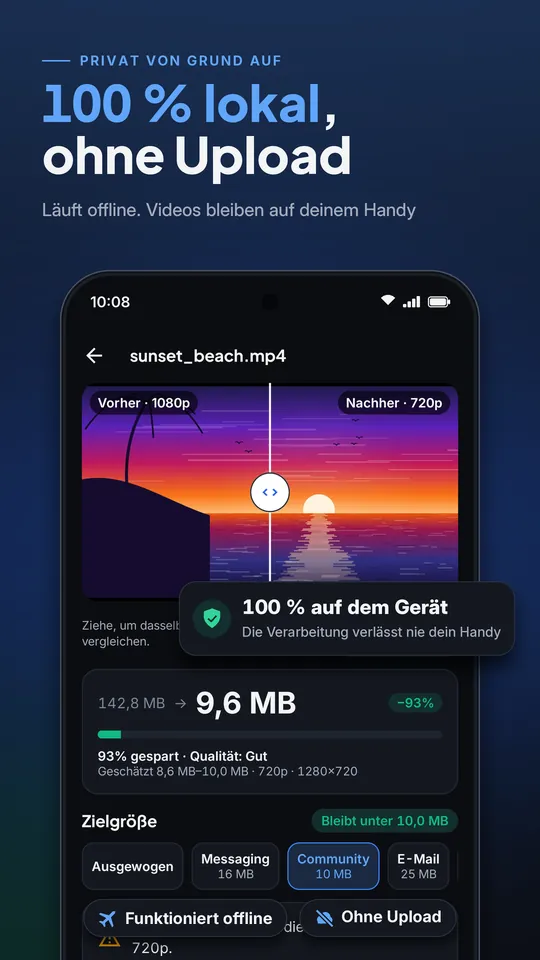 PRIVAT VON GRUND AUF
100 % lokal,
ohne Upload
Läuft offline. Videos bleiben auf deinem Handy
10:08
sunset_beach.mp4
Vorher · 1080p
Nachher · 720p
100 % auf dem Gerät
Die Verarbeitung verlässt nie dein Handy
Ziehe, um
vergleichen.
142,8 MB → 9,6 MB
−93%
93% gespart · Qualität: Gut
Geschätzt 8,6 MB–10,0 MB · 720p · 1280×720
Zielgröße
Bleibt unter 10,0 MB
Ausgewogen
Messaging
16 MB
Community
10 MB
E-Mail
25 MB
Funktioniert offline
Ohne Upload
720p.